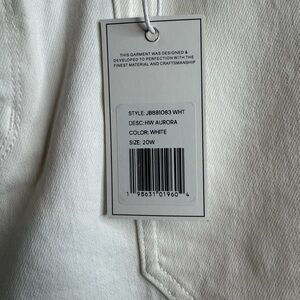 THIS GARMENT WAS DESIGNED &
DEVELOPED TO PERFECTION WITH THE
FINEST MATERIAL AND CRAFTSMANSHIP
STYLE: JB881083 WHT
DESC: HW AURORA
COLOR: WHITE
SIZE: 20W
1 98631 01960 4